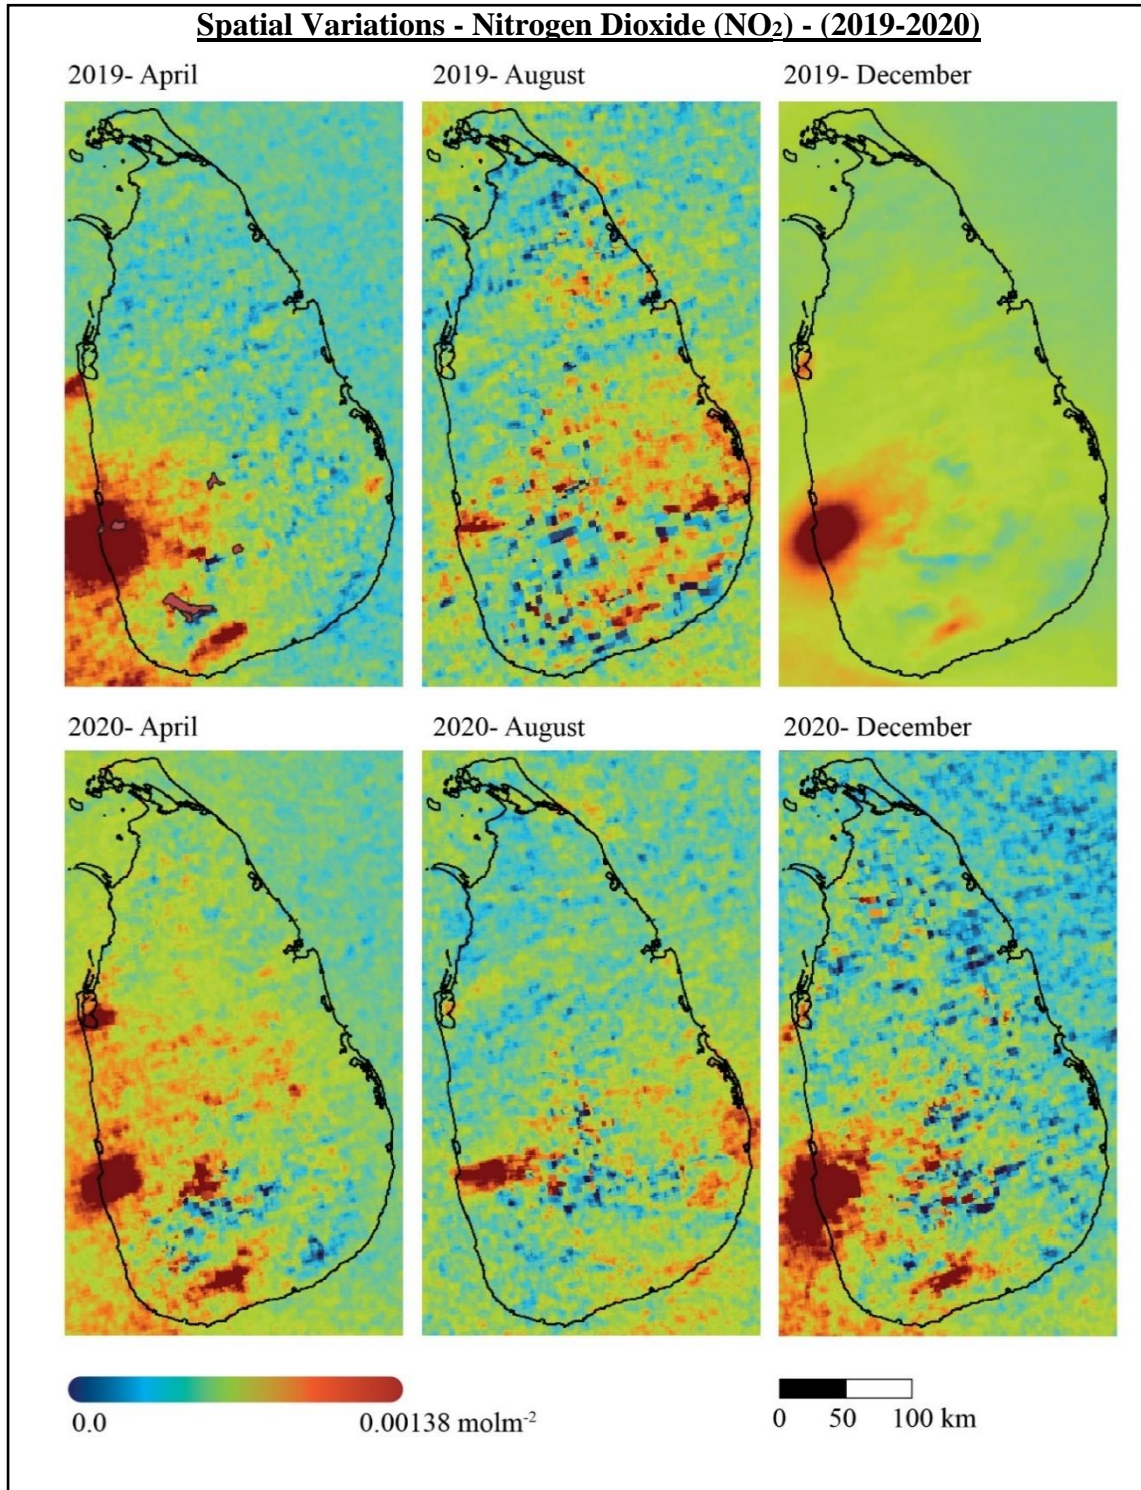 Spatial Variations - Nitrogen Dioxide (NO₂) - (2019-2020)
2019- April
2019- August
2019- December
2020- April
2020- August
2020- December
0.0
0.00138 molm⁻²
0
50
100 km